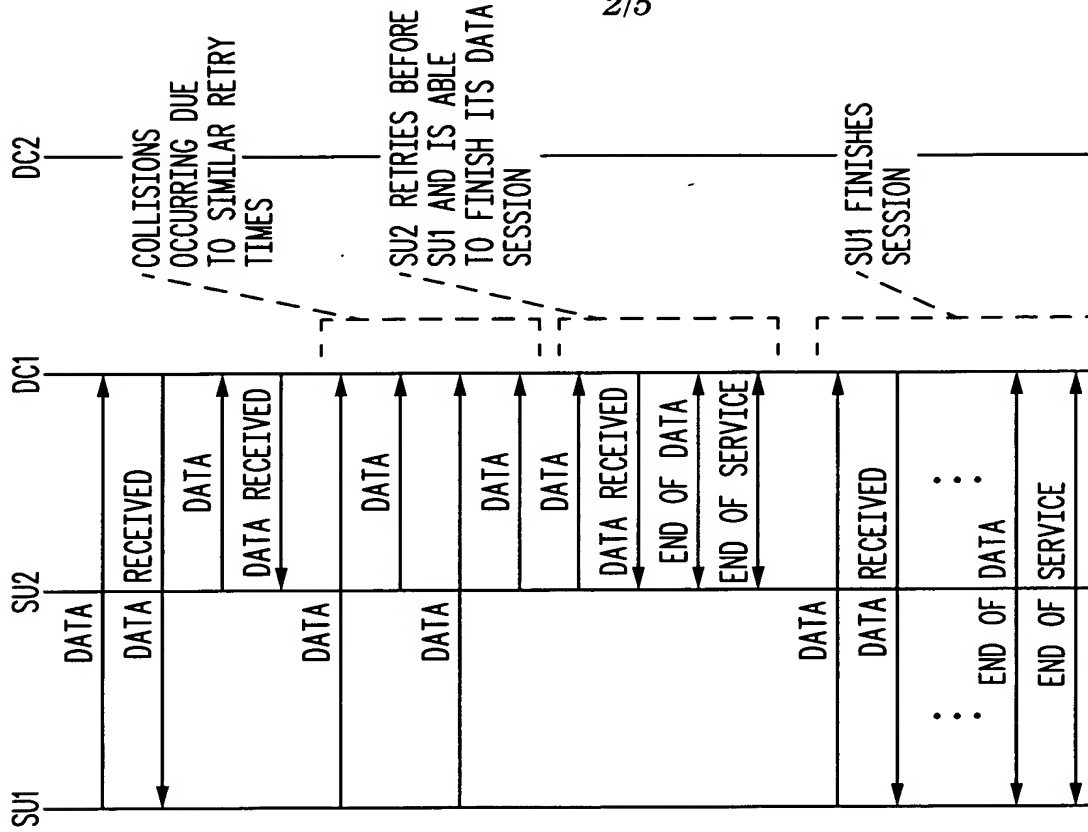 2/5
SU1
SU2
DC1
DC2
DATA
DATA RECEIVED
DATA
DATA RECEIVED
COLLISIONS
OCCURRING DUE
TO SIMILAR RETRY
TIMES
DATA
DATA
DATA
DATA
SU2 RETRIES BEFORE
SU1 AND IS ABLE
TO FINISH ITS DATA
SESSION
DATA
DATA RECEIVED
END OF DATA
END OF SERVICE
SU1 FINISHES
SESSION
DATA
DATA RECEIVED
...
...
END OF DATA
END OF SERVICE